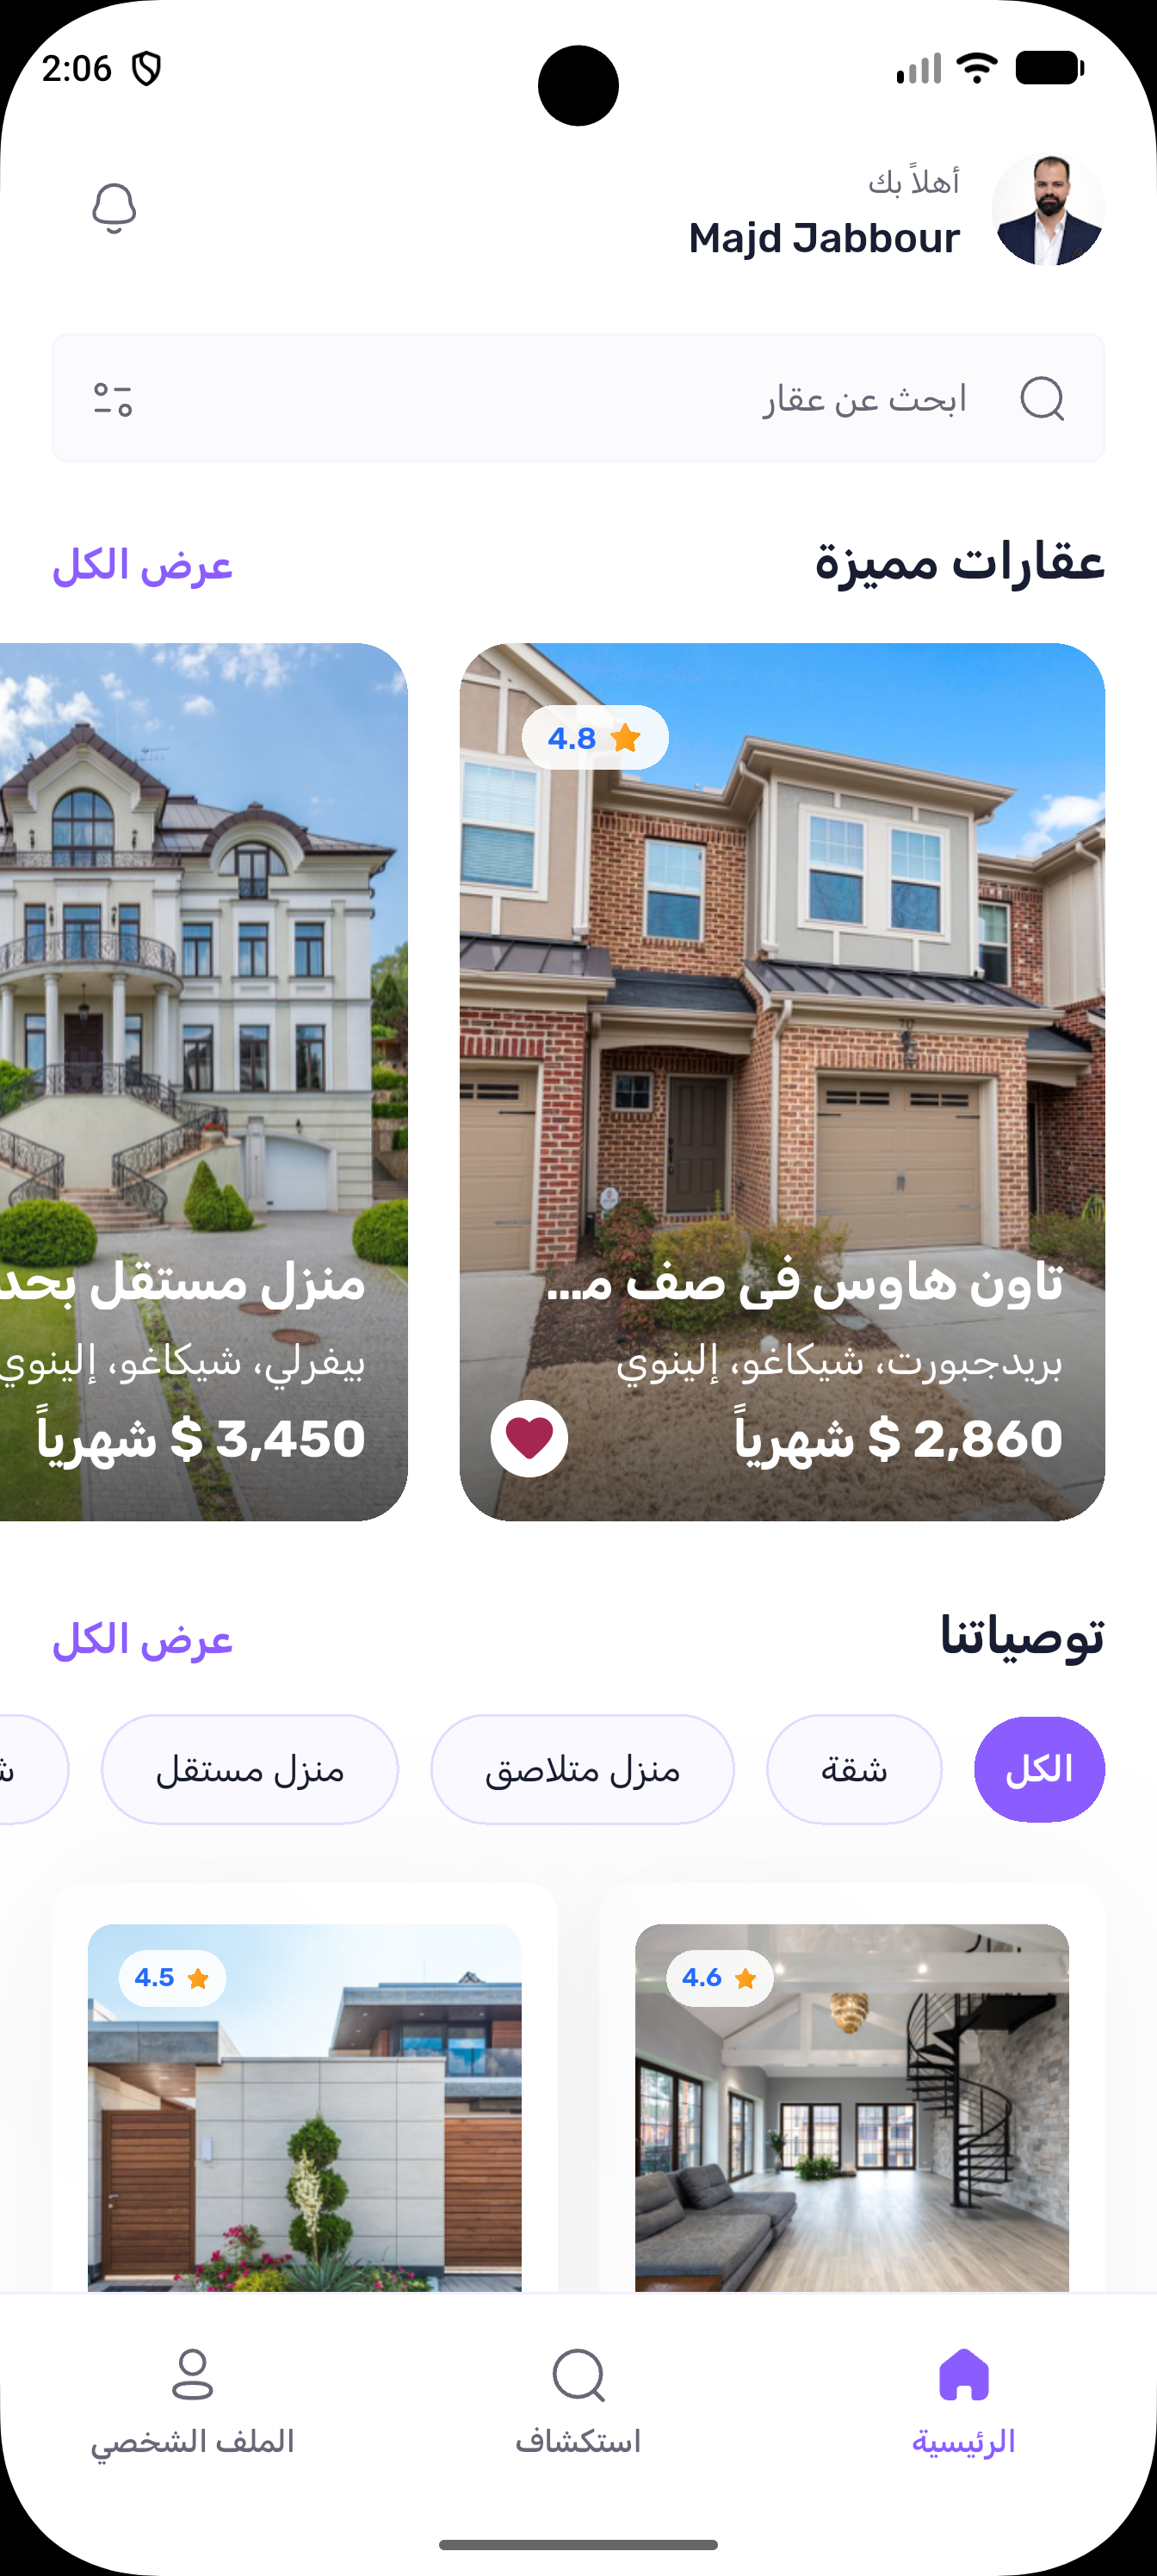 2:06
أهلاً بك
Majd Jabbour
ابحث عن عقار
عقارات مميزة
عرض الكل
4.8
تاون هاوس في صف م...
بريدجبورت، شيكاغو، إلينوي
2,860 $ شهرياً
منزل مستقل بحد
بيفرلي، شيكاغو، إلينوي
3,450 $ شهرياً
توصياتنا
عرض الكل
الكل
شقة
منزل متلاصق
منزل مستقل
4.6
4.5
الرئيسية
استكشاف
الملف الشخصي